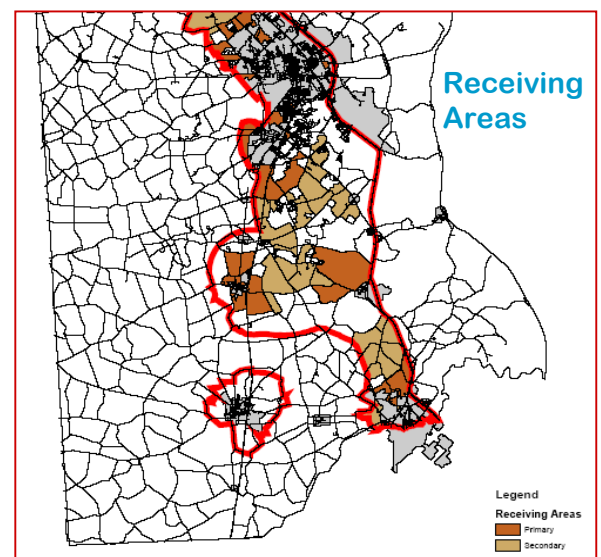 Receiving
Areas
Legend
Receiving Areas
Primary
Secondary